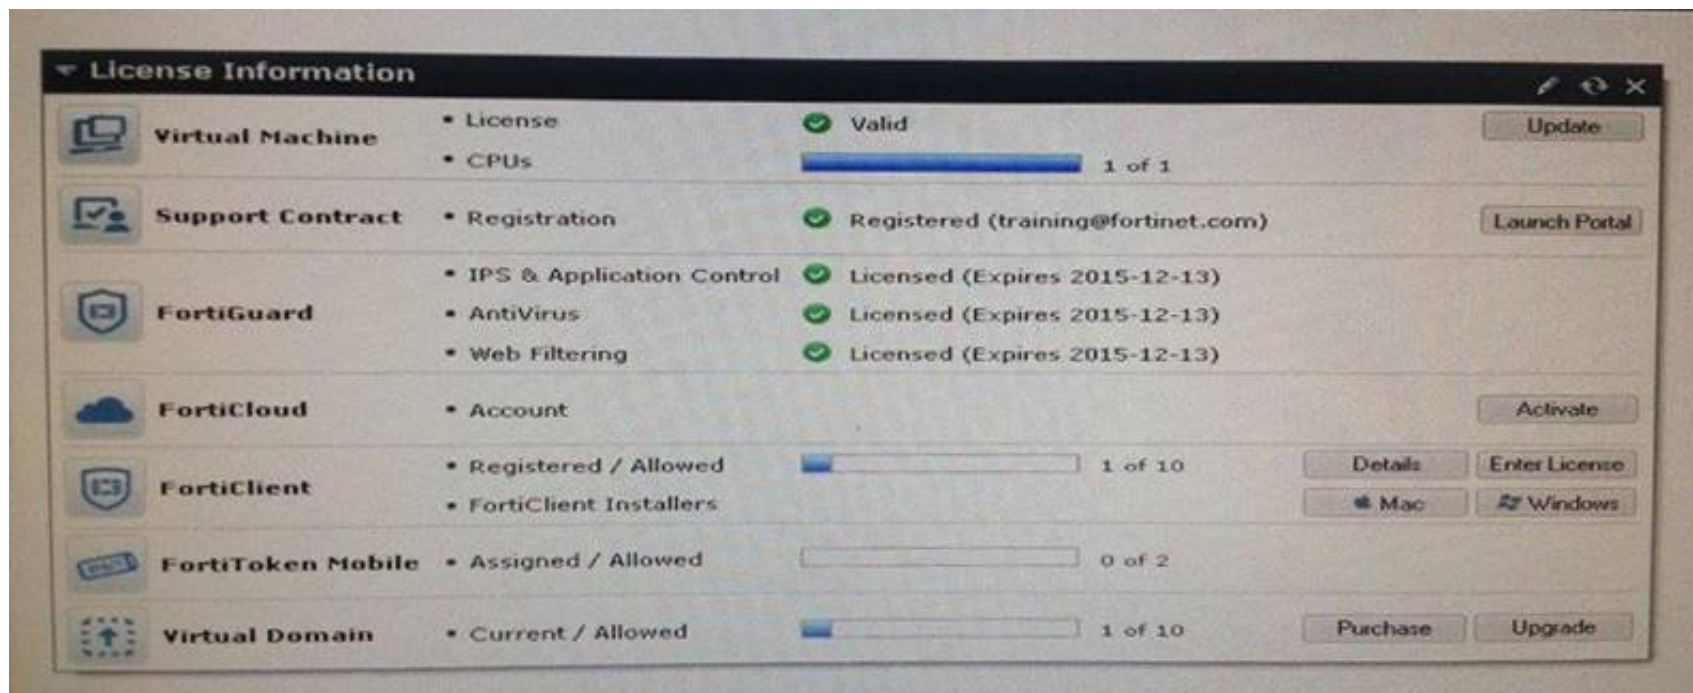 License Information
Virtual Machine
• License
Valid
Update
• CPUs
1 of 1
Support Contract
• Registration
Registered (training@fortinet.com)
Launch Portal
FortiGuard
• IPS & Application Control
Licensed (Expires 2015-12-13)
• AntiVirus
Licensed (Expires 2015-12-13)
• Web Filtering
Licensed (Expires 2015-12-13)
FortiCloud
• Account
Activate
FortiClient
• Registered / Allowed
1 of 10
Details
Enter License
• FortiClient Installers
Mac
Windows
FortiToken Mobile
• Assigned / Allowed
0 of 2
Virtual Domain
• Current / Allowed
1 of 10
Purchase
Upgrade